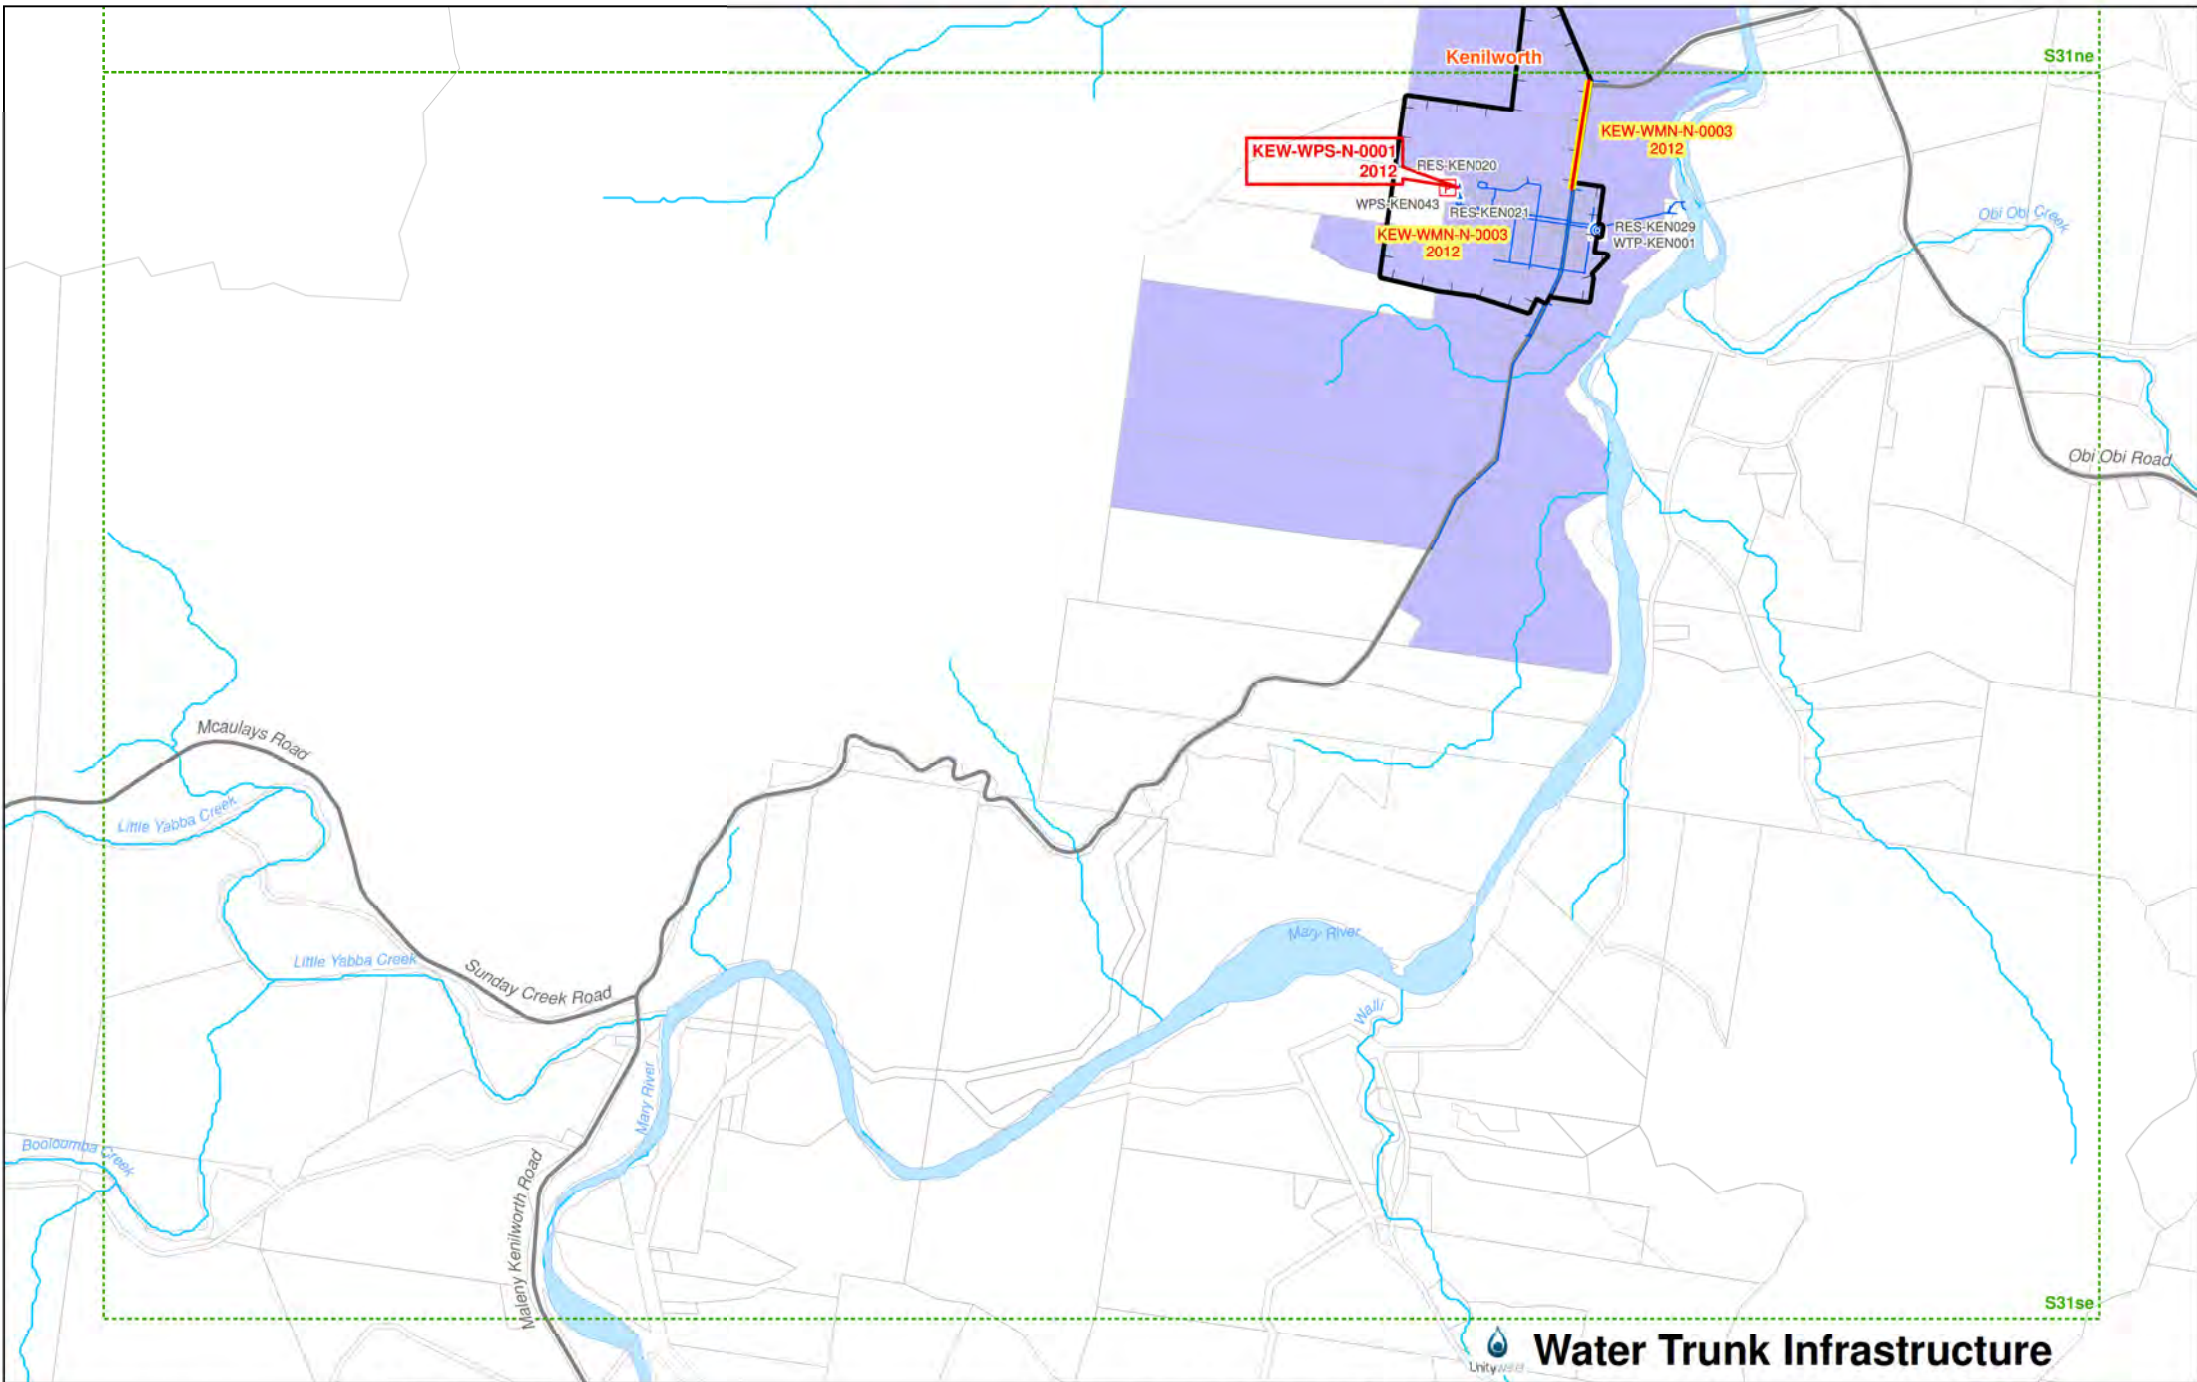 S31ne
Kenilworth
KEW-WMN-N-0003
2012
KEW-WPS-N-0001
2012
RES-KEN020
WPS-KEN043
RES-KEN021
KEW-WMN-N-0003
2012
RES-KEN029
WTP-KEN001
Obi Obi Creek
Obi Obi Road
Mcaulays Road
Little Yabba Creek
Little Yabba Creek
Sunday Creek Road
Mary River
Walli
Mary River
Booloumba Creek
Maleny Kenilworth Road
S31se
Unitywater
Water Trunk Infrastructure